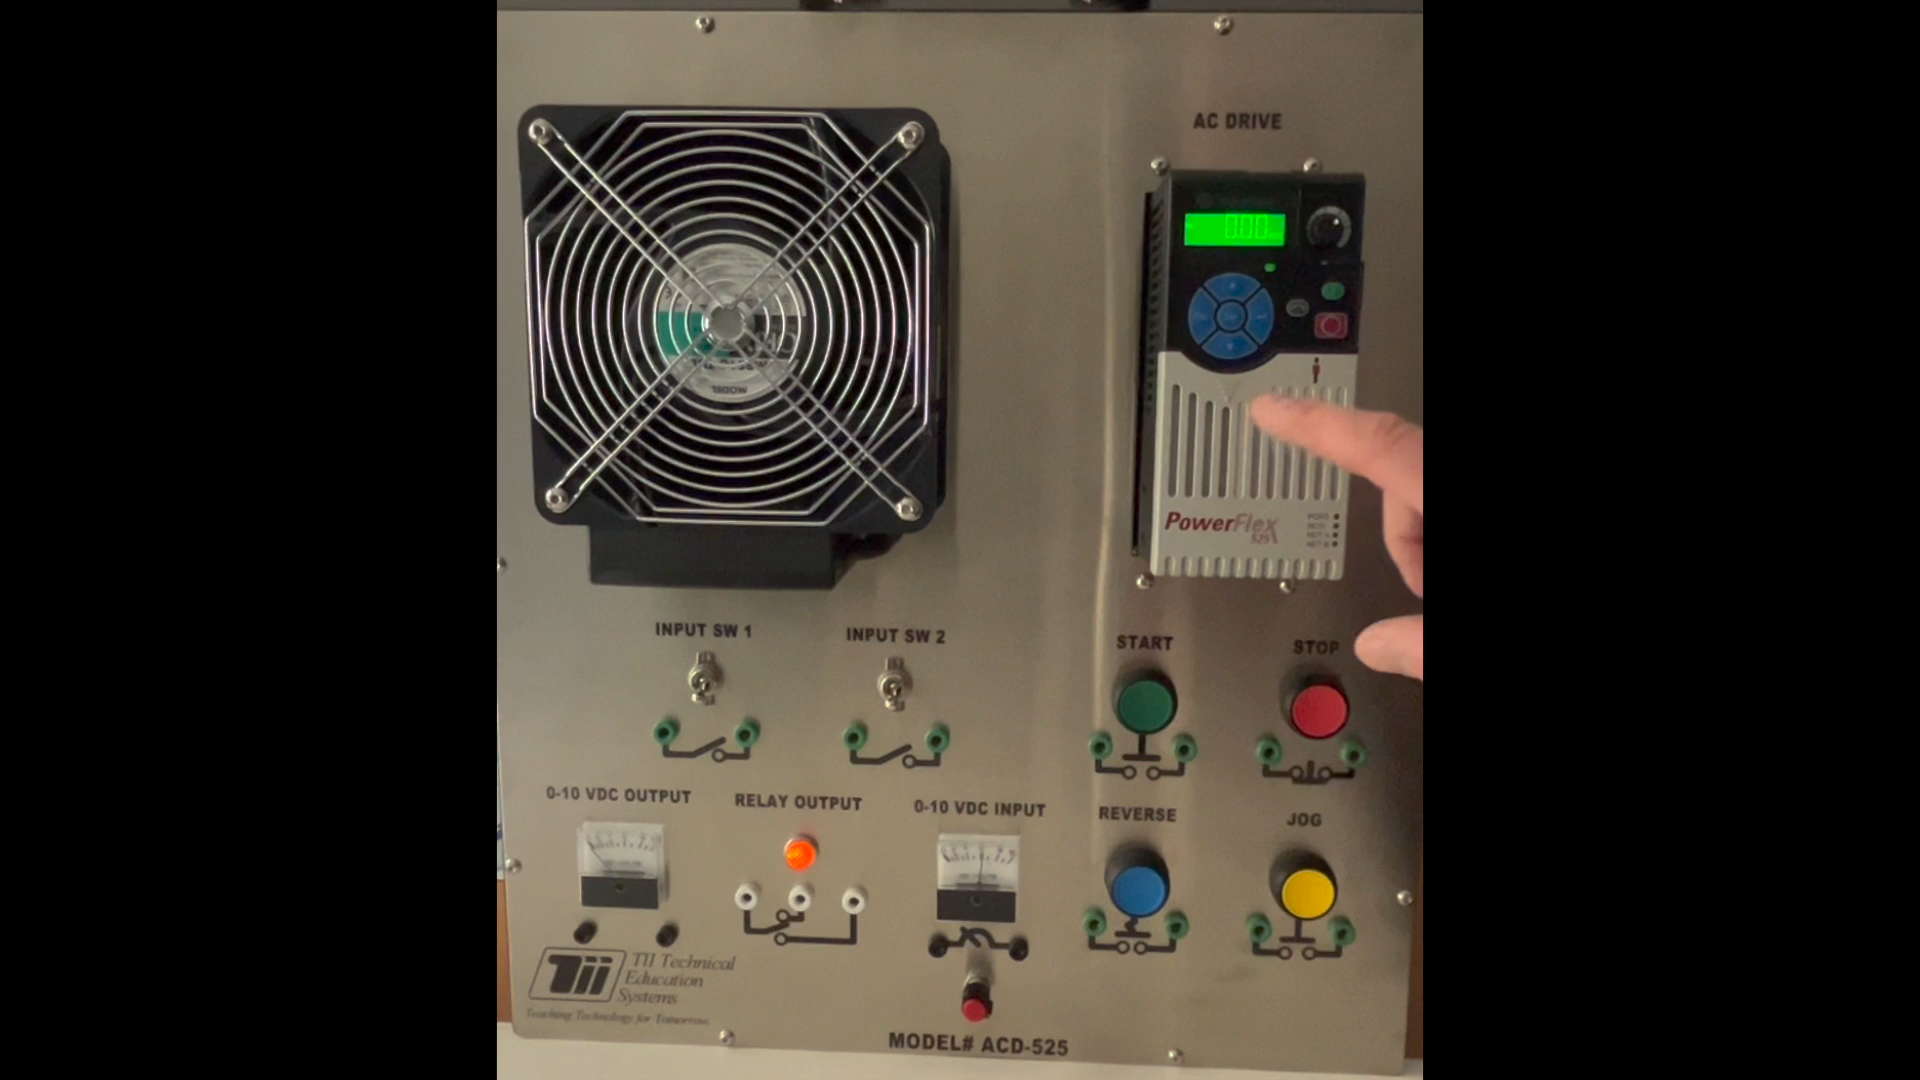 AC DRIVE
0.00
PowerFlex
525
INPUT SW 1
INPUT SW 2
START
STOP
0-10 VDC OUTPUT
RELAY OUTPUT
0-10 VDC INPUT
REVERSE
JOG
TII Technical
Education
Systems
Teaching Technology for Tomorrow
MODEL# ACD-525